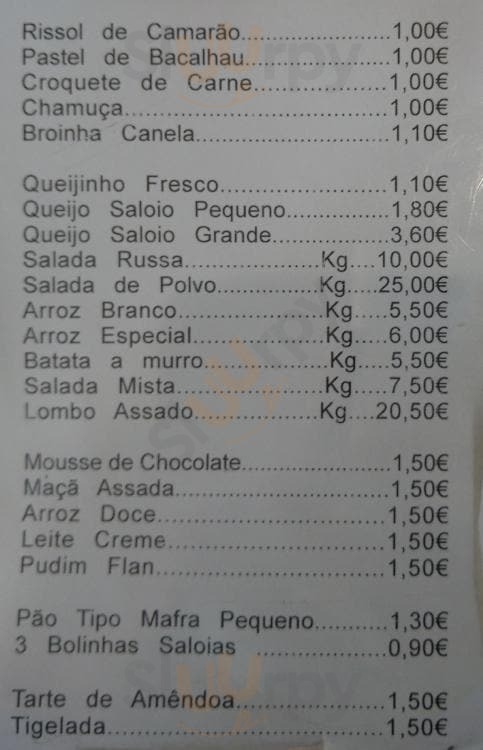 Rissol de Camarão....................1,00€
Pastel de Bacalhau...................1,00€
Croquete de Carne..................1,00€
Chamuça...................................1,00€
Broinha Canela.........................1,10€
Queijinho Fresco......................1,10€
Queijo Saloio Pequeno.............1,80€
Queijo Saloio Grande...............3,60€
Salada Russa..................Kg....10,00€
Salada de Polvo..............Kg....25,00€
Arroz Branco....................Kg.....5,50€
Arroz Especial..................Kg.....6,00€
Batata a murro.................Kg.....5,50€
Salada Mista....................Kg.....7,50€
Lombo Assado.................Kg....20,50€
Mousse de Chocolate....................1,50€
Maçã Assada............................1,50€
Arroz Doce..............................1,50€
Leite Creme.............................1,50€
Pudim Flan..............................1,50€
Pão Tipo Mafra Pequeno..........1,30€
3 Bolinhas Saloias .................0,90€
Tarte de Amêndoa....................1,50€
Tigelada...................................1,50€
sluurpy
sluurpy
sluurpy